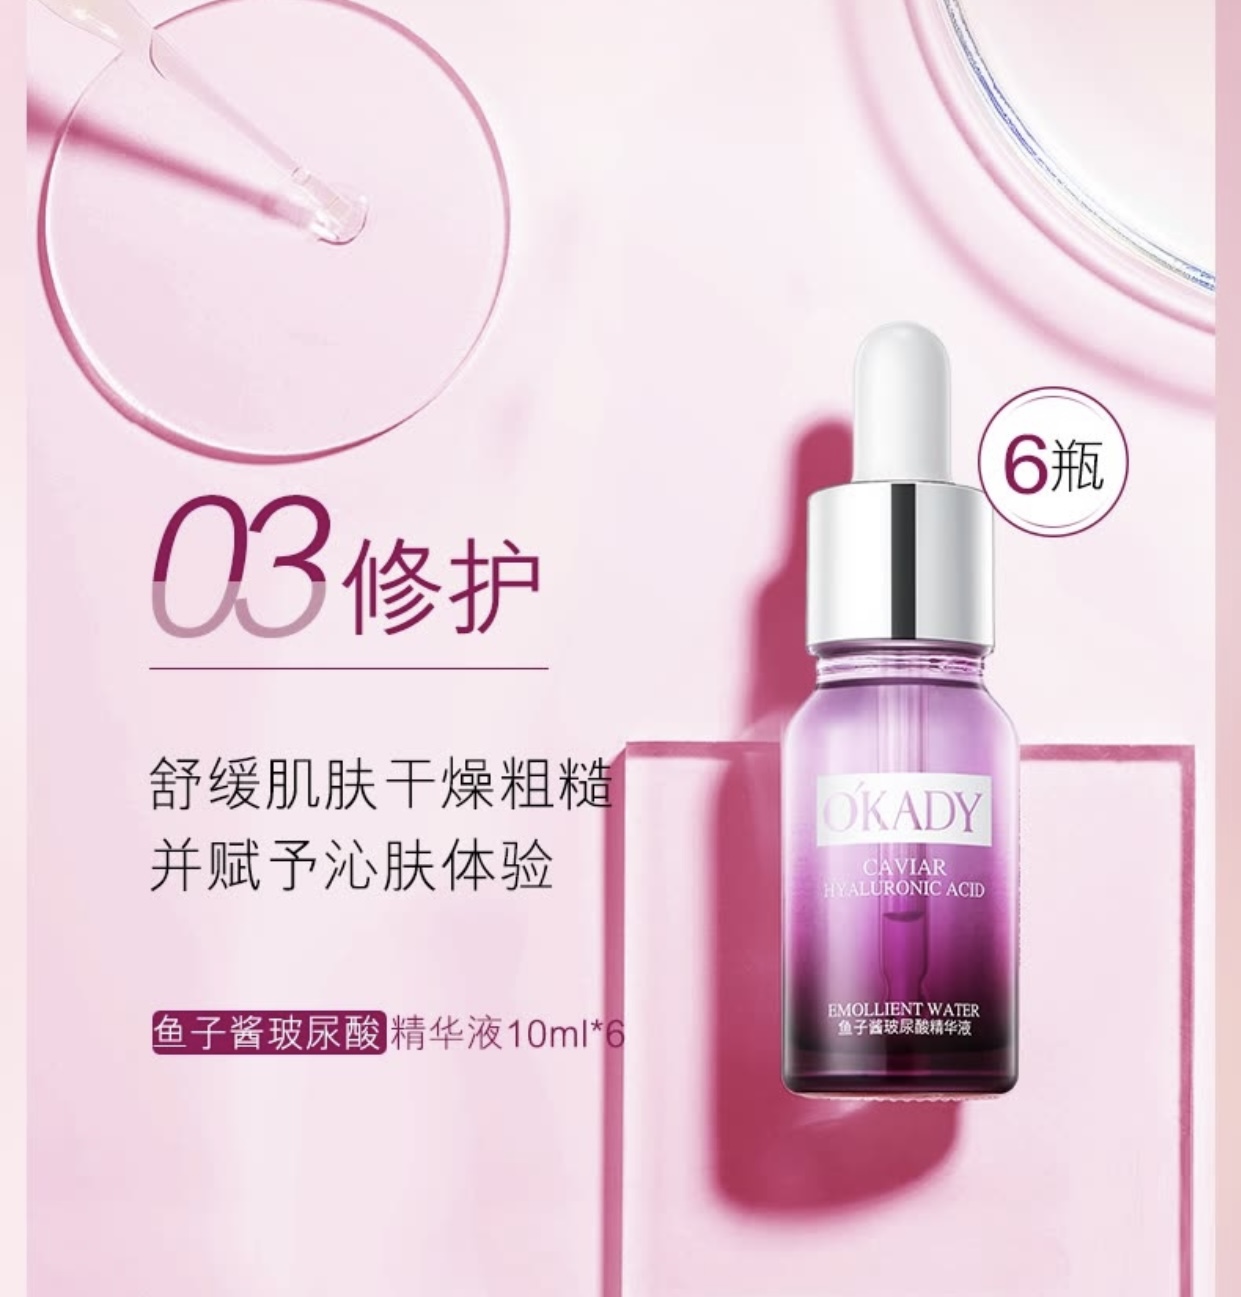 6瓶
03修护
舒缓肌肤干燥粗糙
并赋予沁肤体验
鱼子酱玻尿酸 精华液10ml*6
O'KADY
CAVIAR
HYALURONIC ACID
EMOLLIENT WATER
鱼子酱玻尿酸精华液